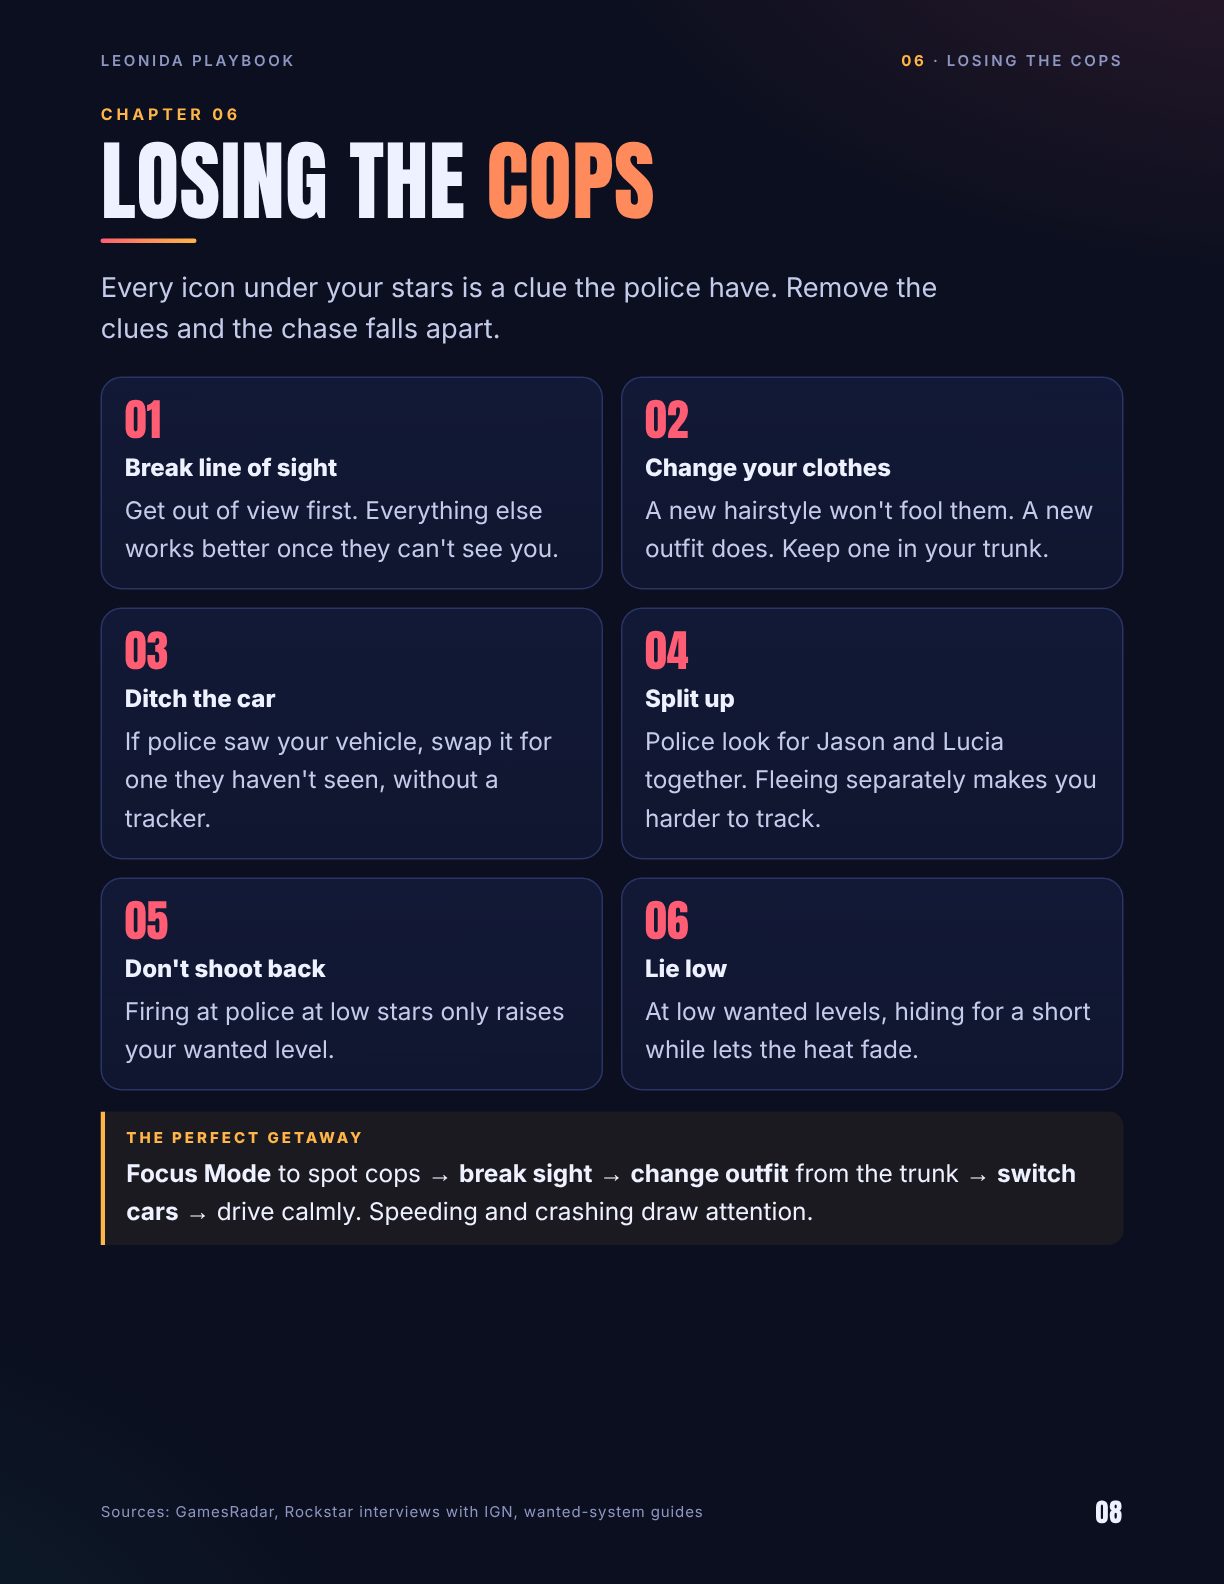 LEONIDA PLAYBOOK
06 · LOSING THE COPS
CHAPTER 06
LOSING THE COPS
Every icon under your stars is a clue the police have. Remove the
clues and the chase falls apart.
01
Break line of sight
Get out of view first. Everything else
works better once they can't see you.
02
Change your clothes
A new hairstyle won't fool them. A new
outfit does. Keep one in your trunk.
03
Ditch the car
If police saw your vehicle, swap it for
one they haven't seen, without a
tracker.
04
Split up
Police look for Jason and Lucia
together. Fleeing separately makes you
harder to track.
05
Don't shoot back
Firing at police at low stars only raises
your wanted level.
06
Lie low
At low wanted levels, hiding for a short
while lets the heat fade.
THE PERFECT GETAWAY
Focus Mode to spot cops → break sight → change outfit from the trunk → switch
cars → drive calmly. Speeding and crashing draw attention.
Sources: GamesRadar, Rockstar interviews with IGN, wanted-system guides
08